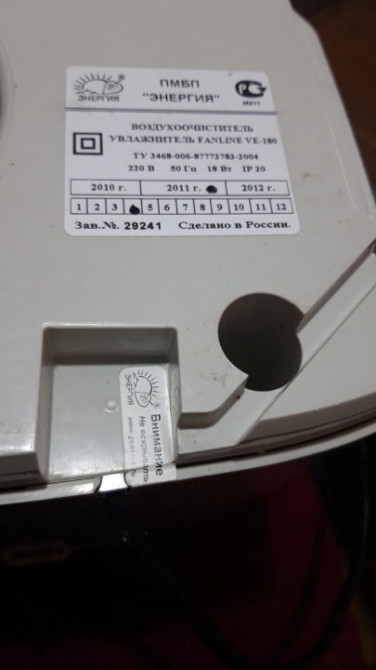 ЭНЕРГИЯ
ПМБП
"ЭНЕРГИЯ"
МХ11
ВОЗДУХООЧИСТИТЕЛЬ
УВЛАЖНИТЕЛЬ FANLINE VE-180
ТУ 3468-006-87772783-2004
220 В 50 Гц 18 Вт IP 20
2010 г. 2011 г. 2012 г.
1 2 3 5 6 7 8 9 10 11 12
Зав.№. 29241 Сделано в России.
ЭНЕРГИЯ
Внимание
Не вскрывать